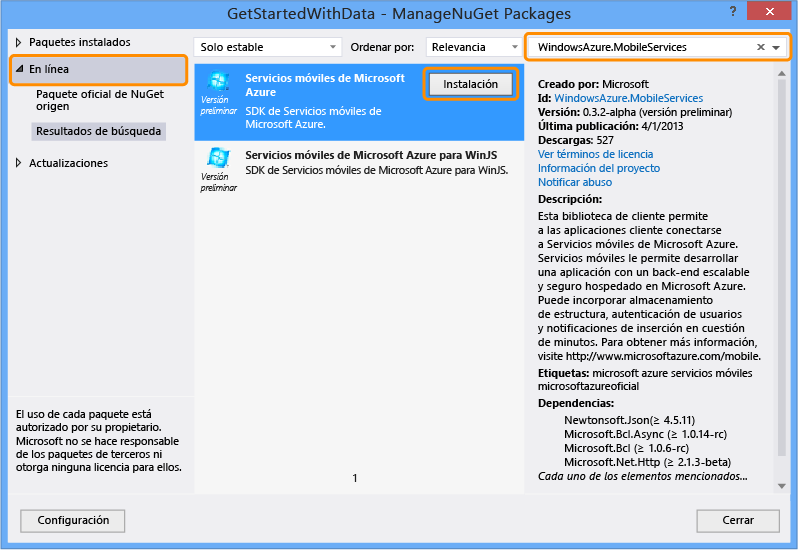 GetStartedWithData - ManageNuGet Packages
?
Paquetes instalados
En línea
Paquete oficial de NuGet
origen
Resultados de búsqueda
Actualizaciones
El uso de cada paquete está
autorizado por su propietario.
Microsoft no se hace responsable
de los paquetes de terceros ni
otorga ninguna licencia para ellos.
Configuración
Solo estable
Ordenar por:
Relevancia
Versión
preliminar
Servicios móviles de Microsoft
Azure
SDK de Servicios móviles de
Microsoft Azure.
Instalación
Versión
preliminar
Servicios móviles de Microsoft Azure para WinJS
SDK de Servicios móviles de Microsoft Azure para WinJS.
1
WindowsAzure.MobileServices
Creado por: Microsoft
Id: WindowsAzure.MobileServices
Versión: 0.3.2-alpha (versión preliminar)
Última publicación: 4/1/2013
Descargas: 527
Ver términos de licencia
Información del proyecto
Notificar abuso
Descripción:
Esta biblioteca de cliente permite
a las aplicaciones cliente conectarse
a Servicios móviles de Microsoft Azure.
Servicios móviles le permite desarrollar
una aplicación con un back-end escalable
y seguro hospedado en Microsoft Azure.
Puede incorporar almacenamiento
de estructura, autenticación de usuarios
y notificaciones de inserción en cuestión
de minutos. Para obtener más información,
visite http://www.microsoftazure.com/mobile.
Etiquetas: microsoft azure servicios móviles
microsoftazureoficial
Dependencias:
Newtonsoft.Json(≥ 4.5.11)
Microsoft.Bcl.Async (≥ 1.0.14-rc)
Microsoft.Bcl (≥ 1.0.6-rc)
Microsoft.Net.Http (≥ 2.1.3-beta)
Cada uno de los elementos mencionados...
Cerrar